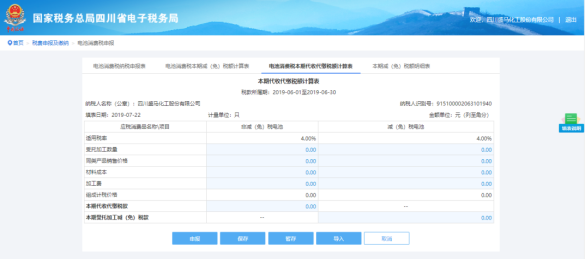 国家税务总局四川省电子税务局
欢迎，四川盛马化工股份有限公司 | 退出
首页 > 税费申报及缴纳 > 电池消费税申报
电池消费税纳税申报表 电池消费税本期减（免）税额计算表 电池消费税本期代收代缴税额计算表 本期减（免）税额明细表
本期代收代缴税额计算表
税款所属期：2019-06-01至2019-06-30
纳税人名称（公章）：四川盛马化工股份有限公司 纳税人识别号：915100002063101940
填表日期：2019-07-22 计量单位：只 金额单位：元（列至角分）
应税消费品名称\项目 非减（免）税电池 减（免）税电池
适用税率 4.00% 4.00%
受托加工数量 0.00 0.00
同类产品销售价格 0.00 0.00
材料成本 0.00 0.00
加工费 0.00 0.00
组成计税价格 0.00 0.00
本期代收代缴税款 0.00 --
本期受托加工减（免）税款 -- 0.00
申报 保存 暂存 导入 取消
填表说明